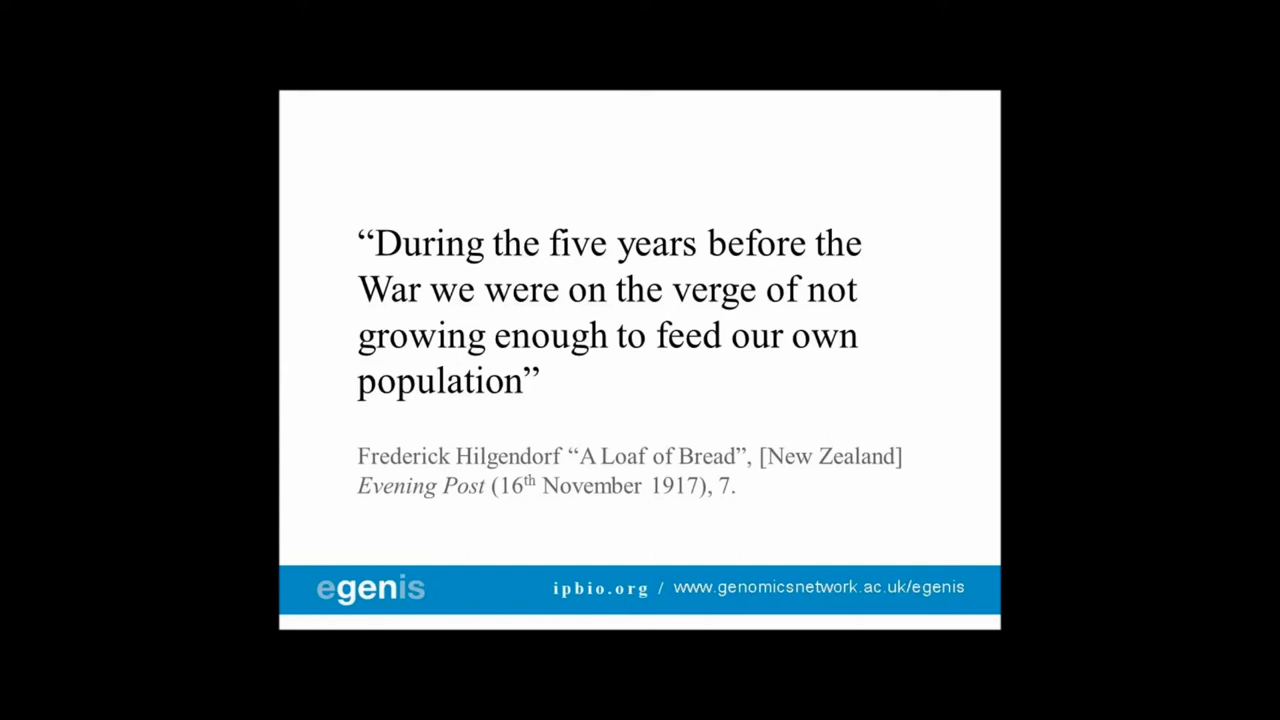 “During the five years before the
War we were on the verge of not
growing enough to feed our own
population”
Frederick Hilgendorf “A Loaf of Bread”, [New Zealand]
Evening Post (16th November 1917), 7.
egenis
ipbio.org / www.genomicsnetwork.ac.uk/egenis